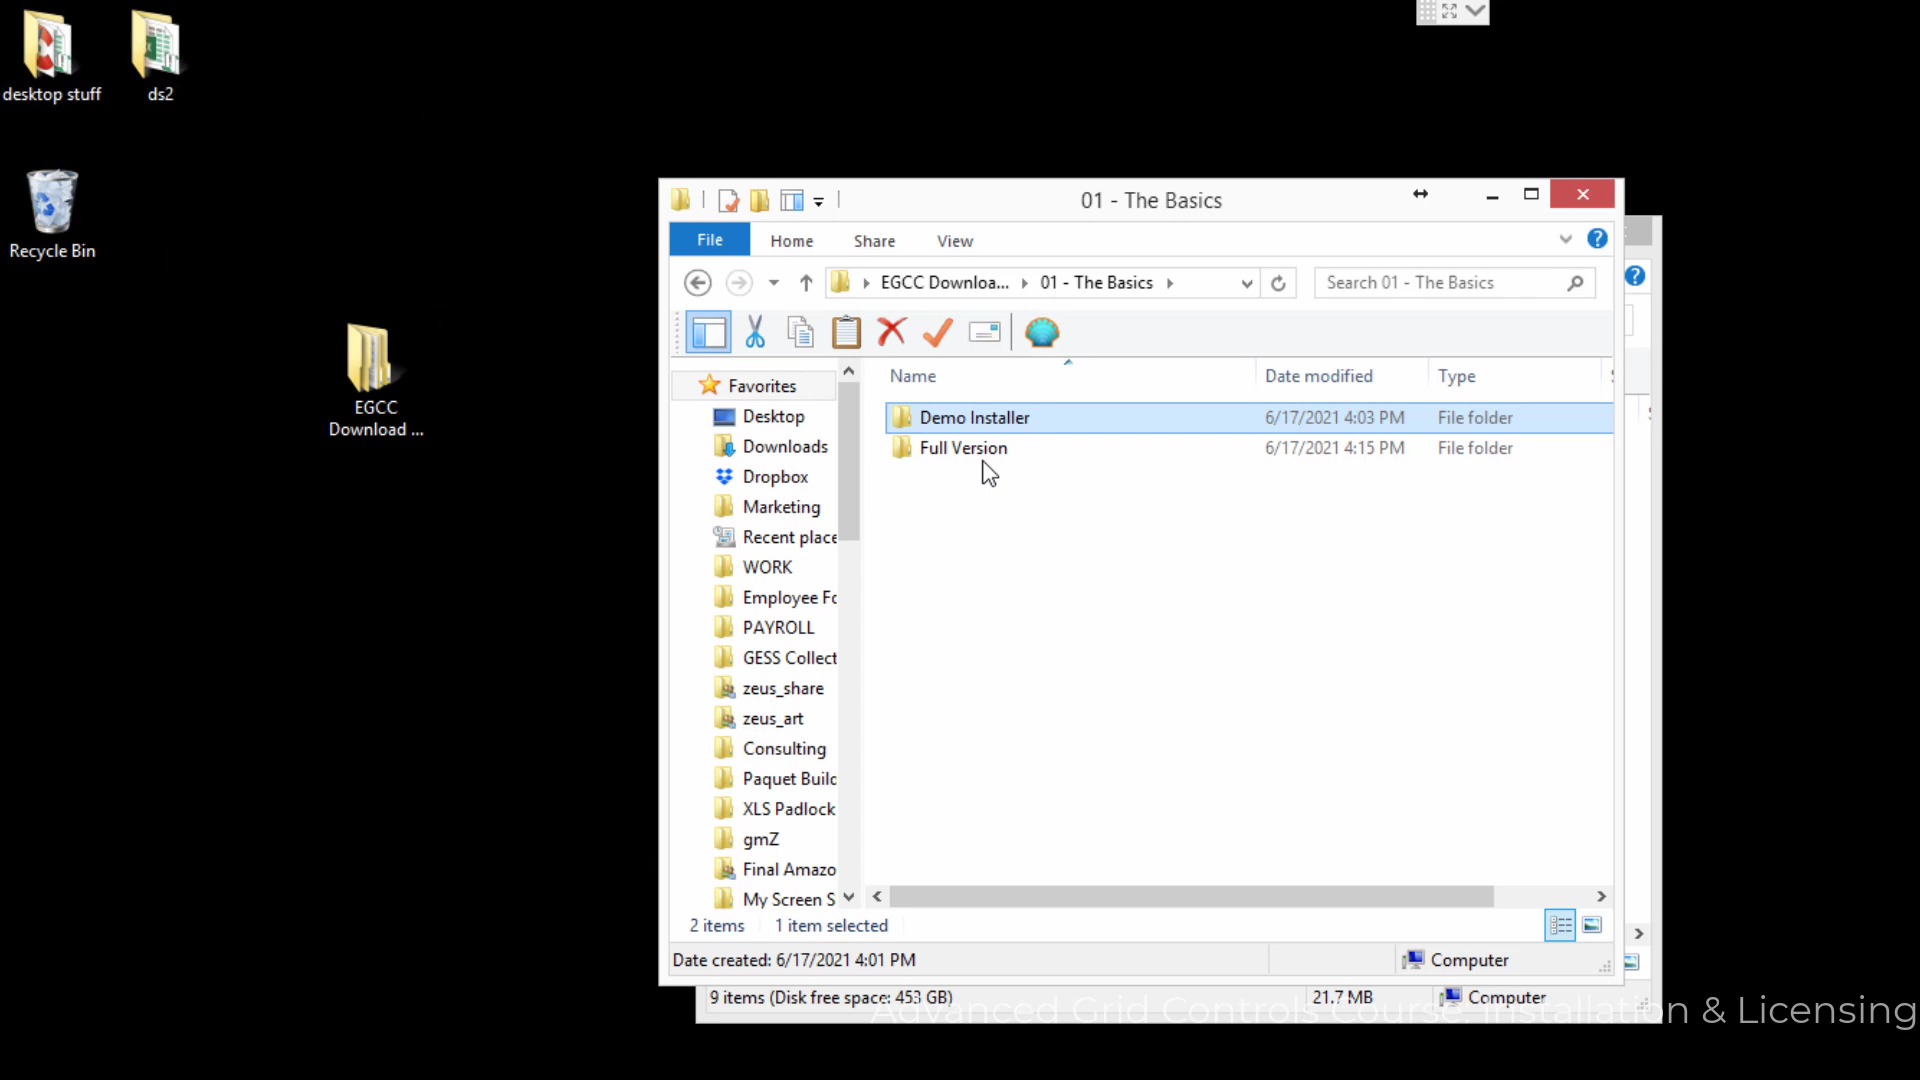 desktop stuff
ds2
Recycle Bin
EGCC
Download ...
01 - The Basics
File
Home
Share
View
EGCC Downloa...
01 - The Basics
Search 01 - The Basics
Name
Date modified
Type
Favorites
Desktop
Downloads
Dropbox
Marketing
Recent place
WORK
Employee Fo
PAYROLL
GESS Collect
zeus_share
zeus_art
Consulting
Paquet Build
XLS Padlock
gmZ
Final Amazo
My Screen S
Demo Installer 6/17/2021 4:03 PM File folder
Full Version 6/17/2021 4:15 PM File folder
2 items 1 item selected
Date created: 6/17/2021 4:01 PM Computer
9 items (Disk free space: 453 GB) 21.7 MB Computer
Advanced Grid Controls Course: Installation & Licensing